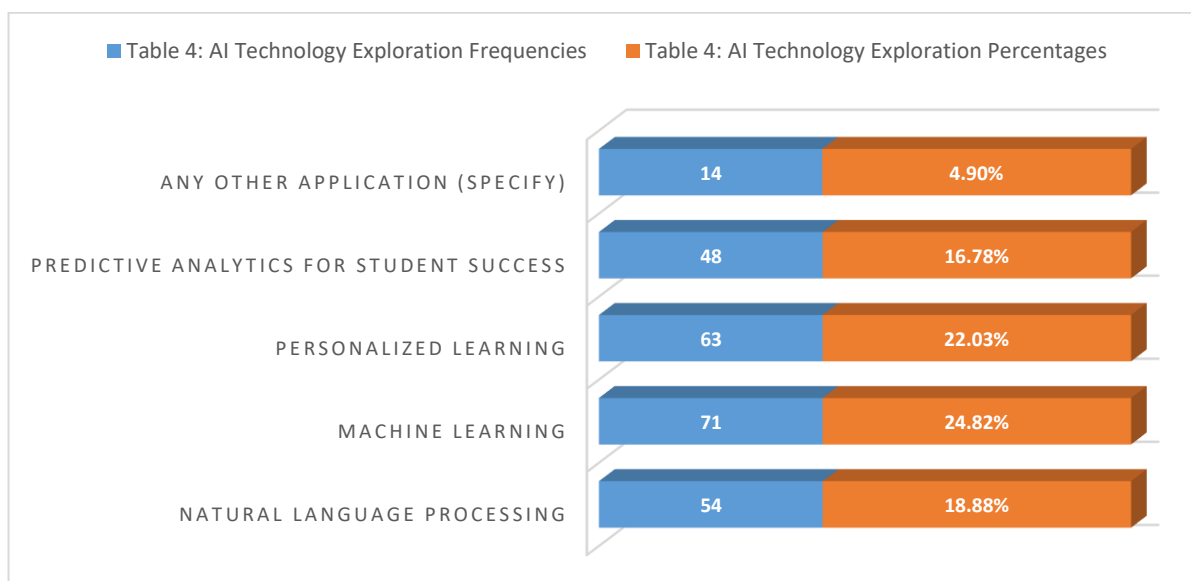 Table 4: AI Technology Exploration Frequencies Table 4: AI Technology Exploration Percentages
ANY OTHER APPLICATION (SPECIFY) 14 4.90%
PREDICTIVE ANALYTICS FOR STUDENT SUCCESS 48 16.78%
PERSONALIZED LEARNING 63 22.03%
MACHINE LEARNING 71 24.82%
NATURAL LANGUAGE PROCESSING 54 18.88%